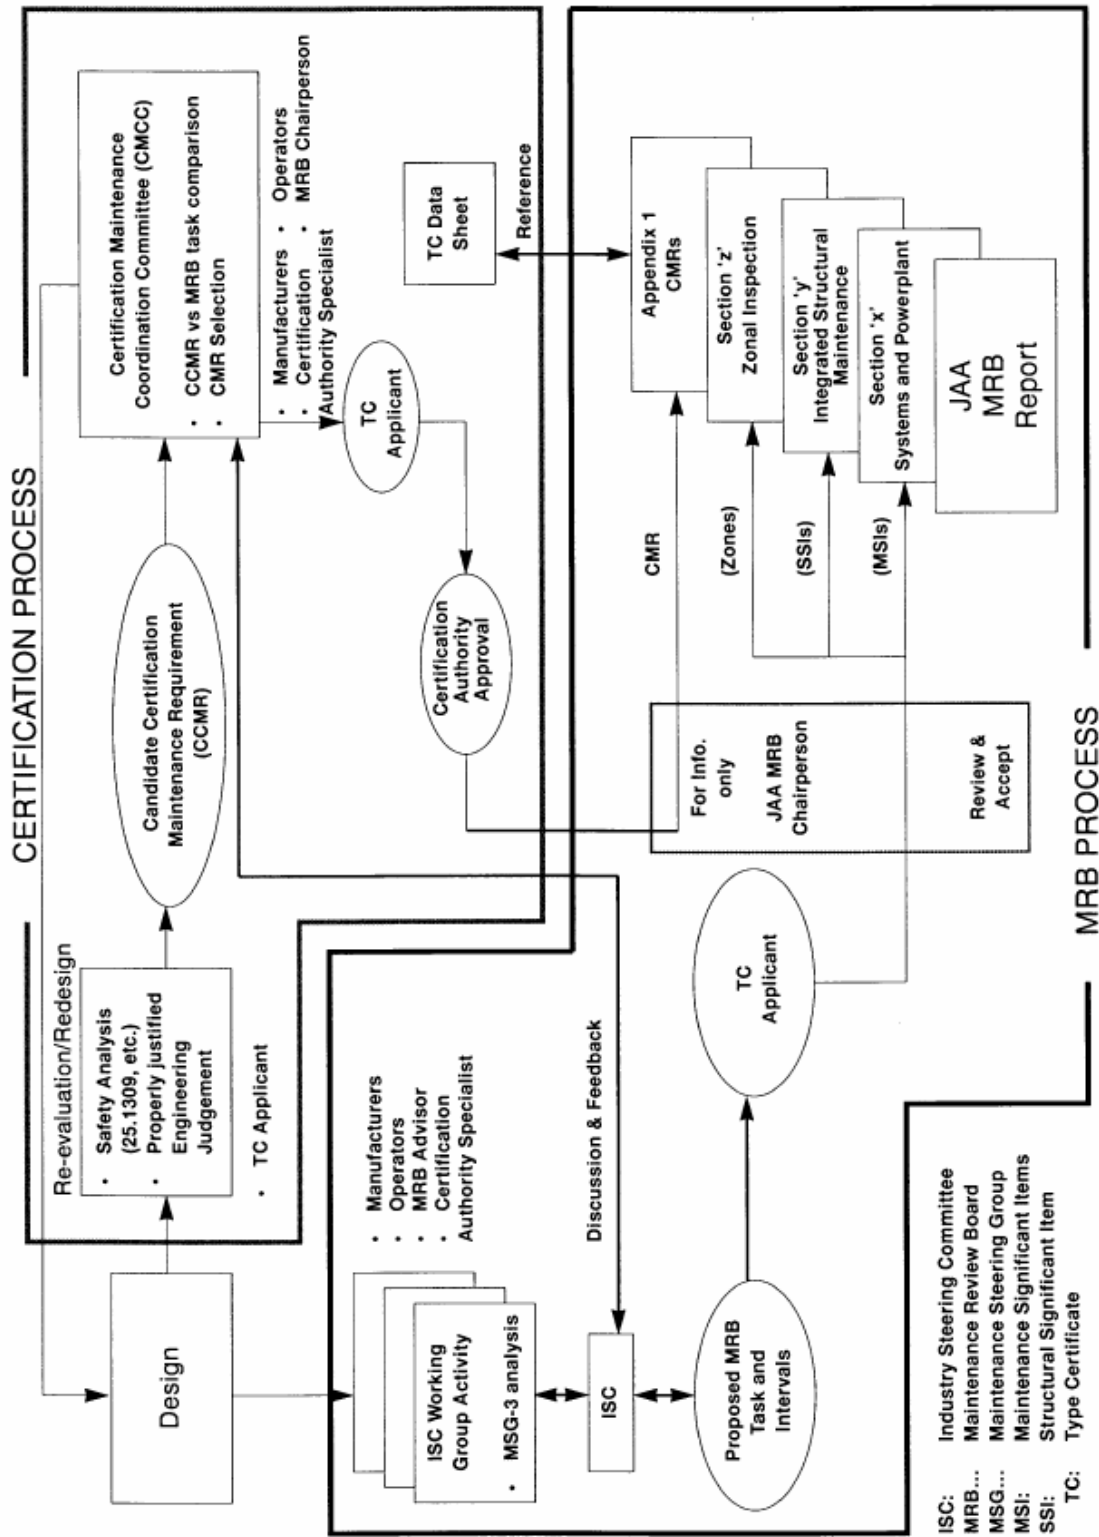 CERTIFICATION PROCESS
Re-evaluation/Redesign
Design
• Safety Analysis
(25.1309, etc.)
• Properly justified
Engineering
Judgement
• TC Applicant
Candidate Certification
Maintenance Requirement
(CCMR)
Certification Maintenance
Coordination Committee (CMCC)
• CCMR vs MRB task comparison
• CMR Selection
• Manufacturers • Operators
• Certification • MRB Chairperson
Authority Specialist
TC
Applicant
Certification
Authority
Approval
TC Data
Sheet
Reference
ISC Working
Group Activity
• MSG-3 analysis
• Manufacturers
• Operators
• MRB Advisor
• Certification
Authority Specialist
Discussion & Feedback
ISC
Proposed MRB
Task and
Intervals
TC
Applicant
For Info.
only
JAA MRB
Chairperson
Review &
Accept
CMR
(Zones)
(SSIs)
(MSIs)
Appendix 1
CMRs
Section 'z'
Zonal Inspection
Section 'y'
Integrated Structural
Maintenance
Section 'x'
Systems and Powerplant
JAA
MRB
Report
MRB PROCESS
ISC: Industry Steering Committee
MRB... Maintenance Review Board
MSG... Maintenance Steering Group
MSI: Maintenance Significant Items
SSI: Structural Significant Item
TC: Type Certificate